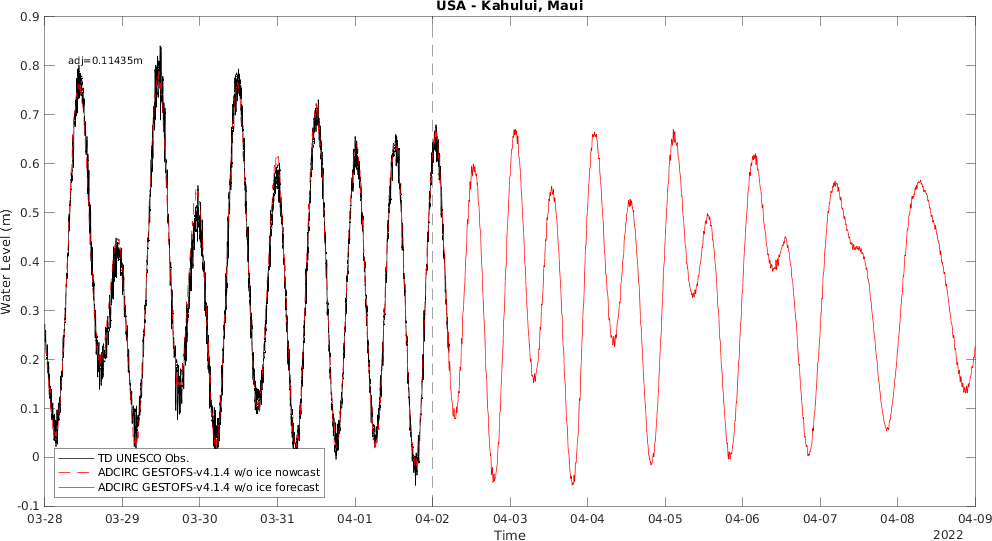 USA - Kahului, Maui
0.9
0.8
0.7
0.6
0.5
0.4
0.3
0.2
0.1
0
-0.1
Water Level (m)
adj=0.11435m
TD UNESCO Obs.
ADCIRC GESTOFS-v4.1.4 w/o ice nowcast
ADCIRC GESTOFS-v4.1.4 w/o ice forecast
03-28 03-29 03-30 03-31 04-01 04-02 04-03 04-04 04-05 04-06 04-07 04-08 04-09
Time
2022